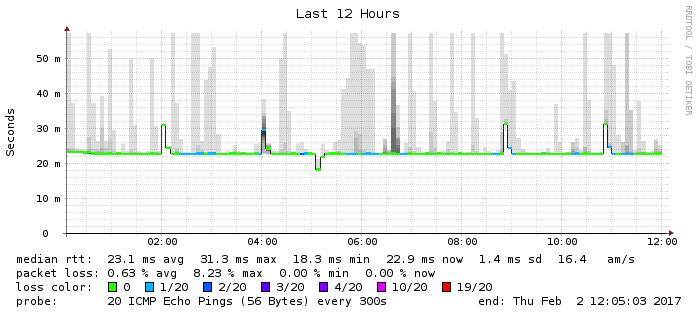 Last 12 Hours
RRDTOOL / TOBI OETIKER
Seconds
50 m
40 m
30 m
20 m
10 m
0
02:00 04:00 06:00 08:00 10:00 12:00
median rtt: 23.1 ms avg 31.3 ms max 18.3 ms min 22.9 ms now 1.4 ms sd 16.4 am/s
packet loss: 0.63 % avg 8.23 % max 0.00 % min 0.00 % now
loss color: 0 1/20 2/20 3/20 4/20 10/20 19/20
probe: 20 ICMP Echo Pings (56 Bytes) every 300s end: Thu Feb 2 12:05:03 2017